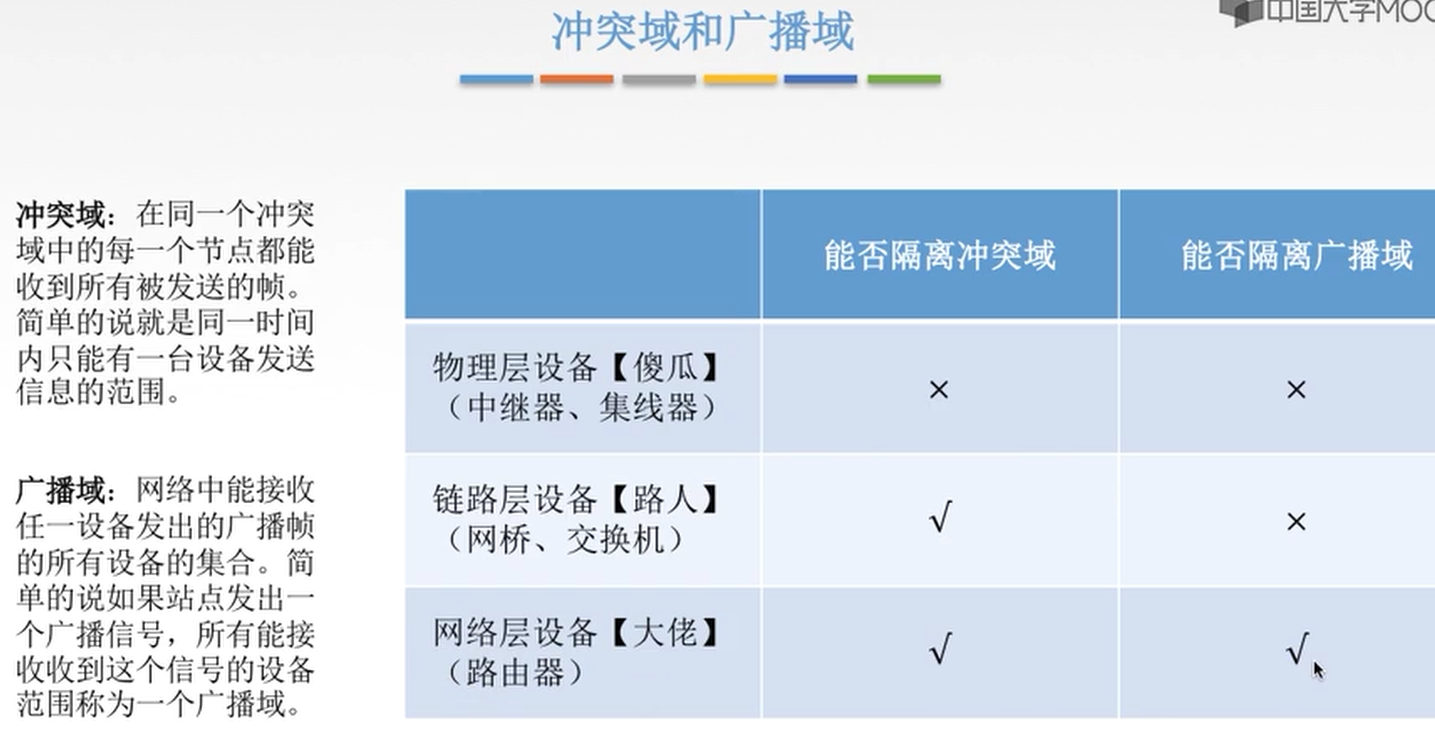 中国大学MOO
冲突域和广播域
冲突域：在同一个冲突
域中的每一个节点都能
收到所有被发送的帧。
简单的说就是同一时间
内只能有一台设备发送
信息的范围。
广播域：网络中能接收
任一设备发出的广播帧
的所有设备的集合。简
单的说如果站点发出一
个广播信号，所有能接
收收到这个信号的设备
范围称为一个广播域。
能否隔离冲突域
能否隔离广播域
物理层设备【傻瓜】
（中继器、集线器）
×
×
链路层设备【路人】
（网桥、交换机）
√
×
网络层设备【大佬】
（路由器）
√
√